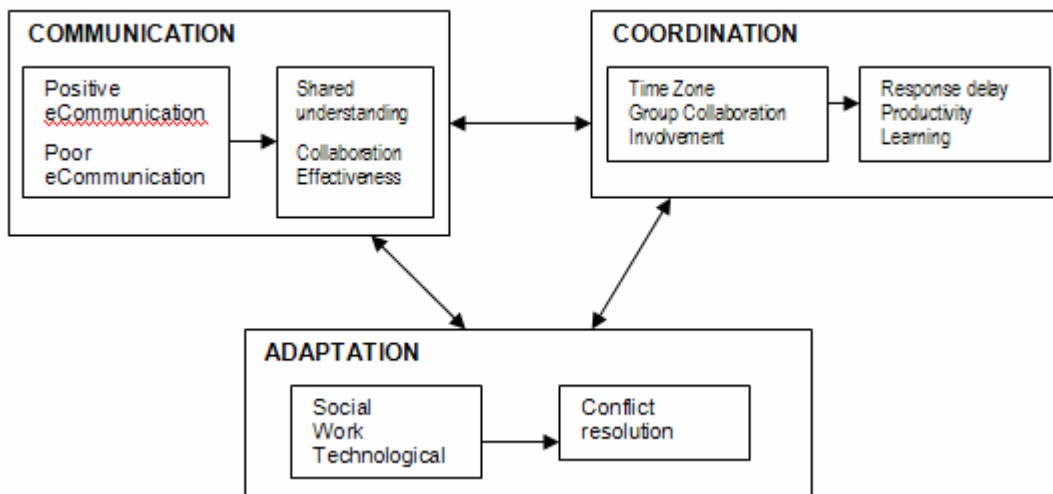 COMMUNICATION
Positive
eCommunication
Poor
eCommunication
Shared
understanding
Collaboration
Effectiveness
COORDINATION
Time Zone
Group Collaboration
Involvement
Response delay
Productivity
Learning
ADAPTATION
Social
Work
Technological
Conflict
resolution